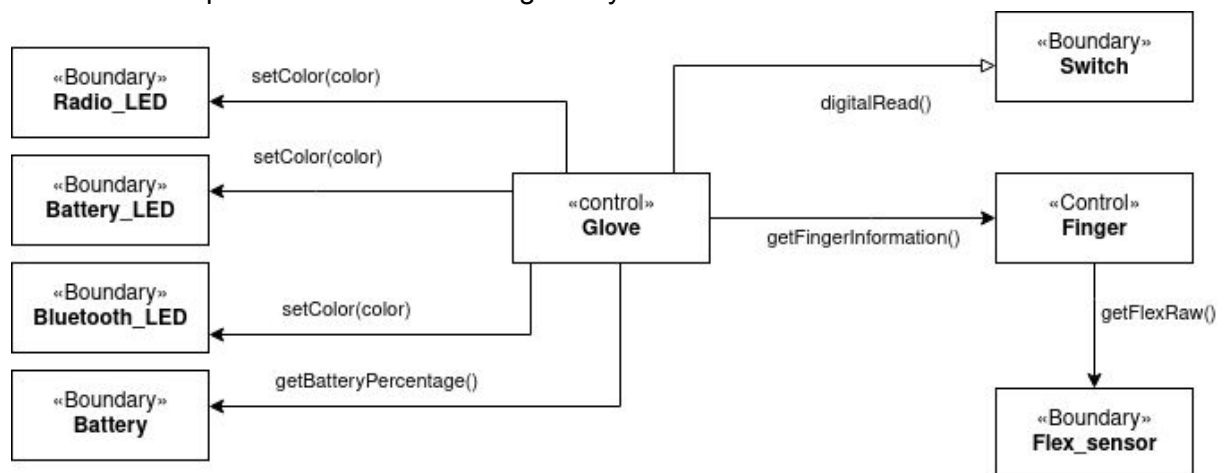 «Boundary»
Radio_LED
setColor(color)
«Boundary»
Switch
digitalRead()
«Boundary»
Battery_LED
setColor(color)
«control»
Glove
getFingerInformation()
«Control»
Finger
«Boundary»
Bluetooth_LED
setColor(color)
getFlexRaw()
«Boundary»
Battery
getBatteryPercentage()
«Boundary»
Flex_sensor